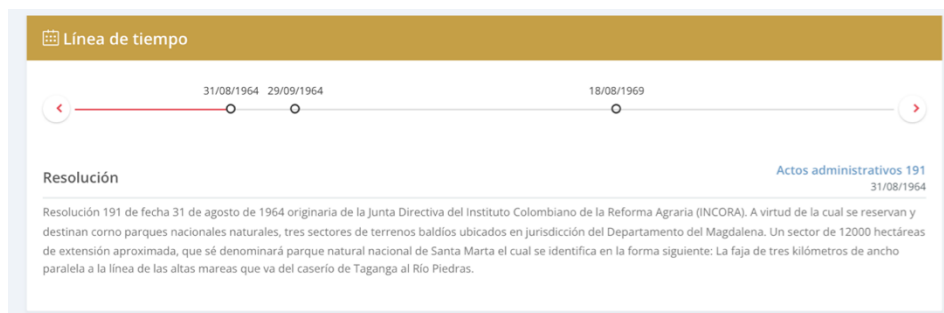 Línea de tiempo
31/08/1964 29/09/1964 18/08/1969
Resolución
Actos administrativos 191
31/08/1964
Resolución 191 de fecha 31 de agosto de 1964 originaria de la Junta Directiva del Instituto Colombiano de la Reforma Agraria (INCORA). A virtud de la cual se reservan y
destinan corno parques nacionales naturales, tres sectores de terrenos baldíos ubicados en jurisdicción del Departamento del Magdalena. Un sector de 12000 hectáreas
de extensión aproximada, que sé denominará parque natural nacional de Santa Marta el cual se identifica en la forma siguiente: La faja de tres kilómetros de ancho
paralela a la línea de las altas mareas que va del caserío de Taganga al Río Piedras.